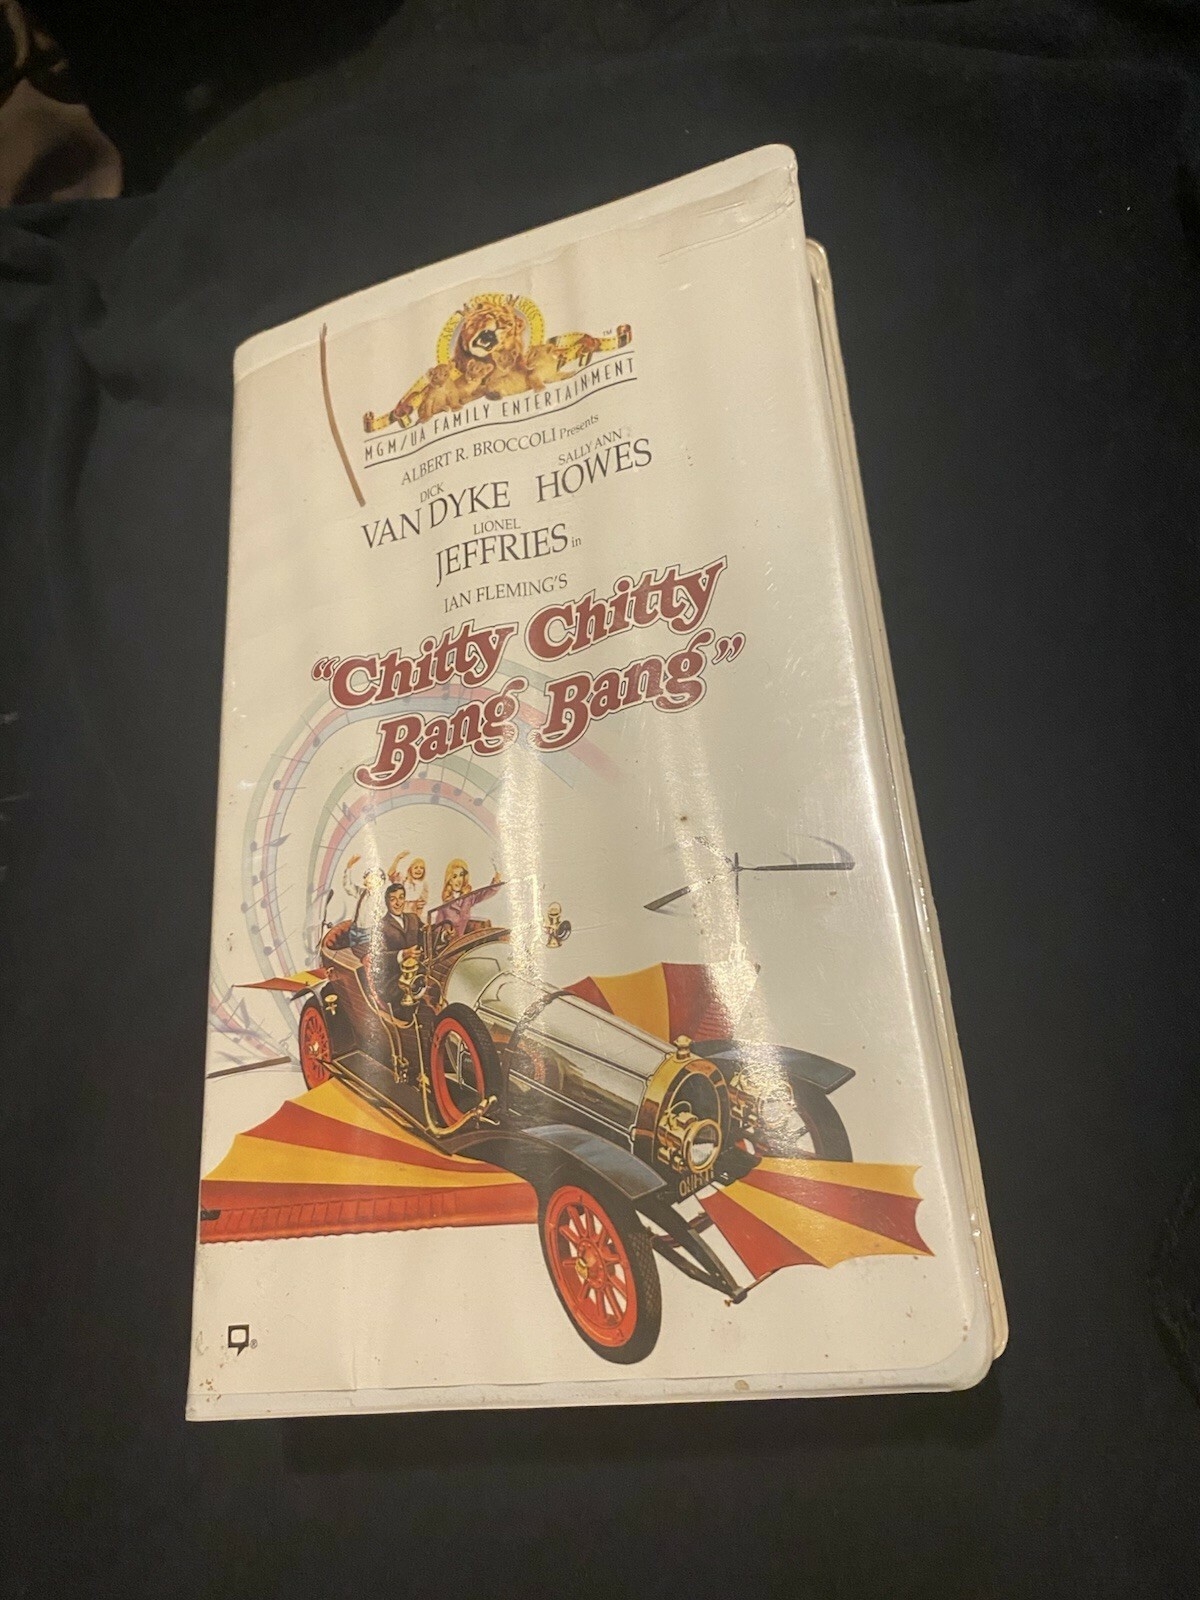 TM
MGM/UA FAMILY ENTERTAINMENT
ALBERT R. BROCCOLI Presents
DICK
VAN DYKE
SALLY ANN
HOWES
LIONEL
JEFFRIES in
IAN FLEMING'S
"Chitty Chitty
Bang Bang"
®